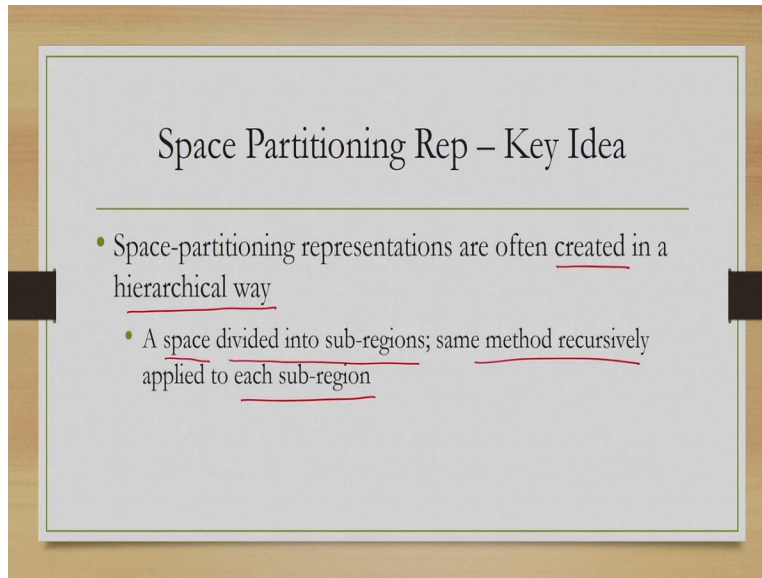 Space Partitioning Rep – Key Idea
• Space-partitioning representations are often created in a
hierarchical way
• A space divided into sub-regions; same method recursively
applied to each sub-region